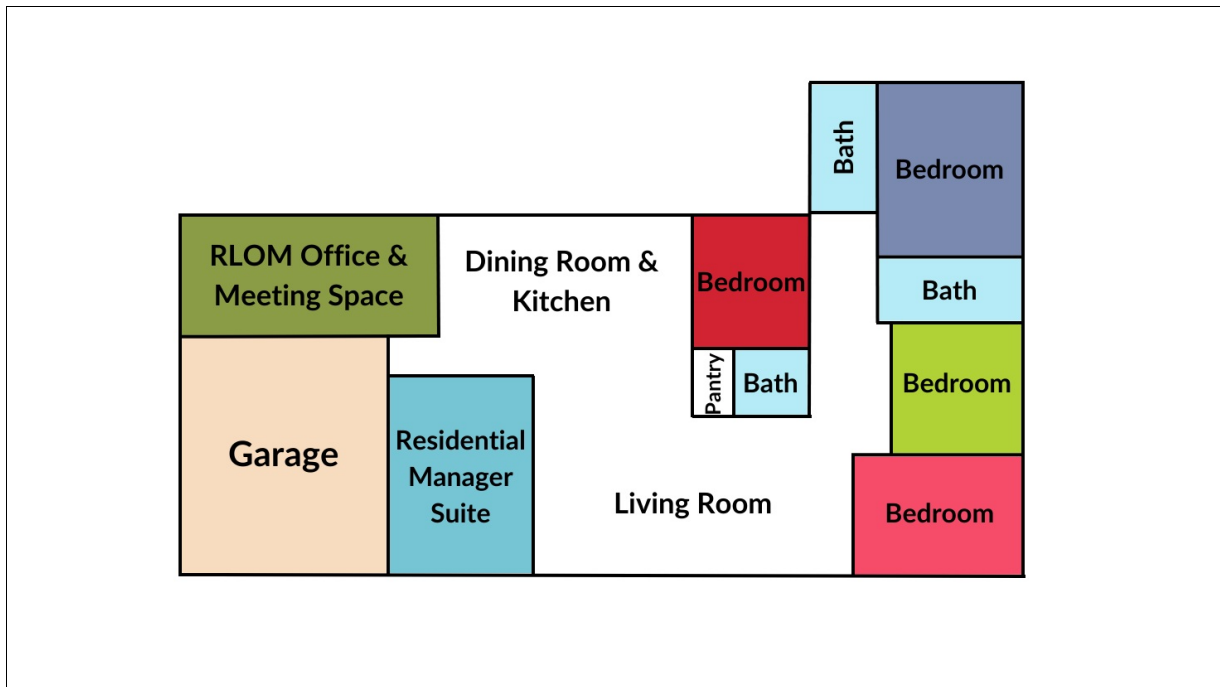 Bath
Bedroom
RLOM Office &
Meeting Space
Dining Room &
Kitchen
Bedroom
Bath
Pantry
Bath
Bedroom
Garage
Residential
Manager
Suite
Living Room
Bedroom